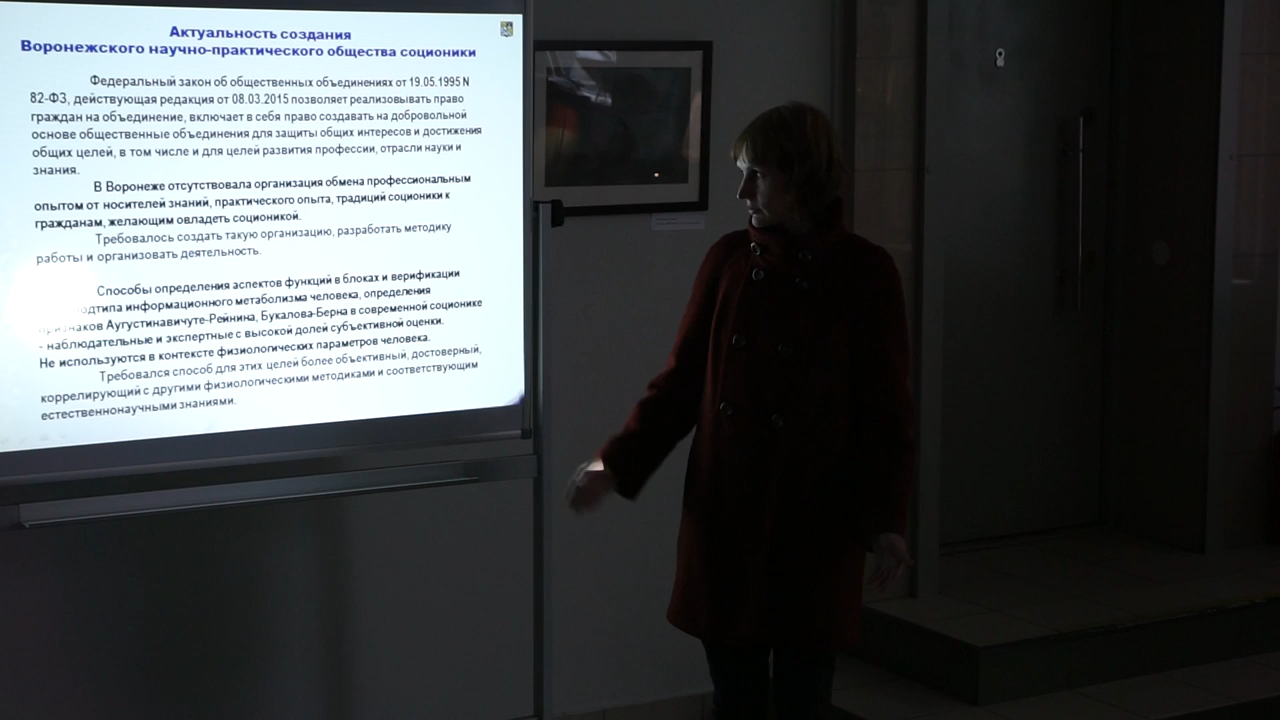 Актуальность создания
Воронежского научно-практического общества соционики
Федеральный закон об общественных объединениях от 19.05.1995 N
82-ФЗ, действующая редакция от 08.03.2015 позволяет реализовывать право
граждан на объединение, включает в себя право создавать на добровольной
основе общественные объединения для защиты общих интересов и достижения
общих целей, в том числе и для целей развития профессии, отрасли науки и
знания.
В Воронеже отсутствовала организация обмена профессиональным
опытом от носителей знаний, практического опыта, традиций соционики к
гражданам, желающим овладеть соционикой.
Требовалось создать такую организацию, разработать методику
работы и организовать деятельность.
Способы определения аспектов функций в блоках и верификации
информационного метаболизма человека, определения
признаков Аугустинавичуте-Рейнина, Букалова-Берна в современной соционике
- наблюдательные и экспертные с высокой долей субъективной оценки.
Не используются в контексте физиологических параметров человека.
Требовался способ для этих целей более объективный, достоверный,
коррелирующий с другими физиологическими методиками и соответствующим
естественнонаучными знаниями.